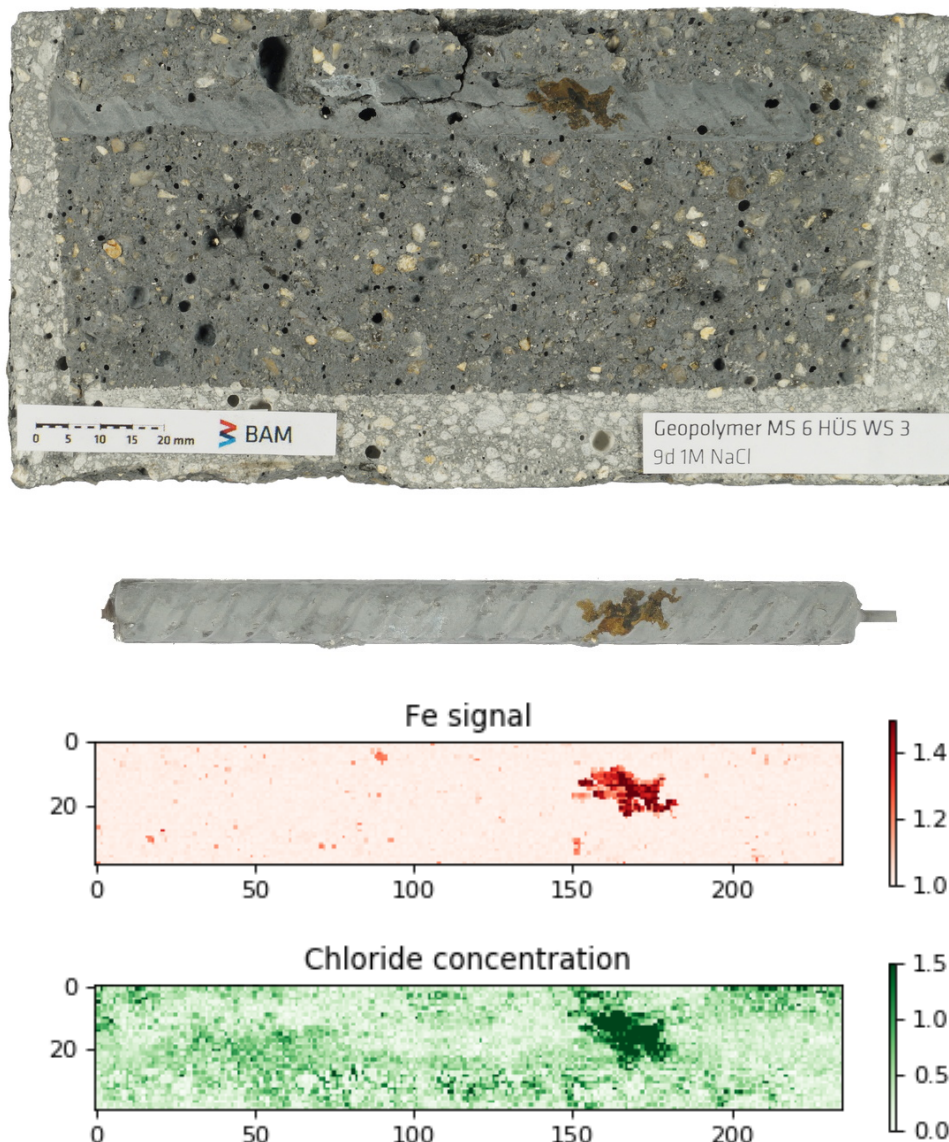 0 5 10 15 20 mm
BAM
Geopolymer MS 6 HÜS WS 3
9d 1M NaCl
Fe signal
0
20
0 50 100 150 200
1.4
1.2
1.0
Chloride concentration
0
20
0 50 100 150 200
1.5
1.0
0.5
0.0